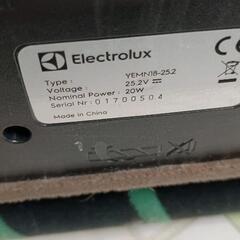 Electrolux
Type : YEMN18-25.2
Voltage : 25.2V
Nominal Power: 20W
Serial Nr: 01700504
Made in China